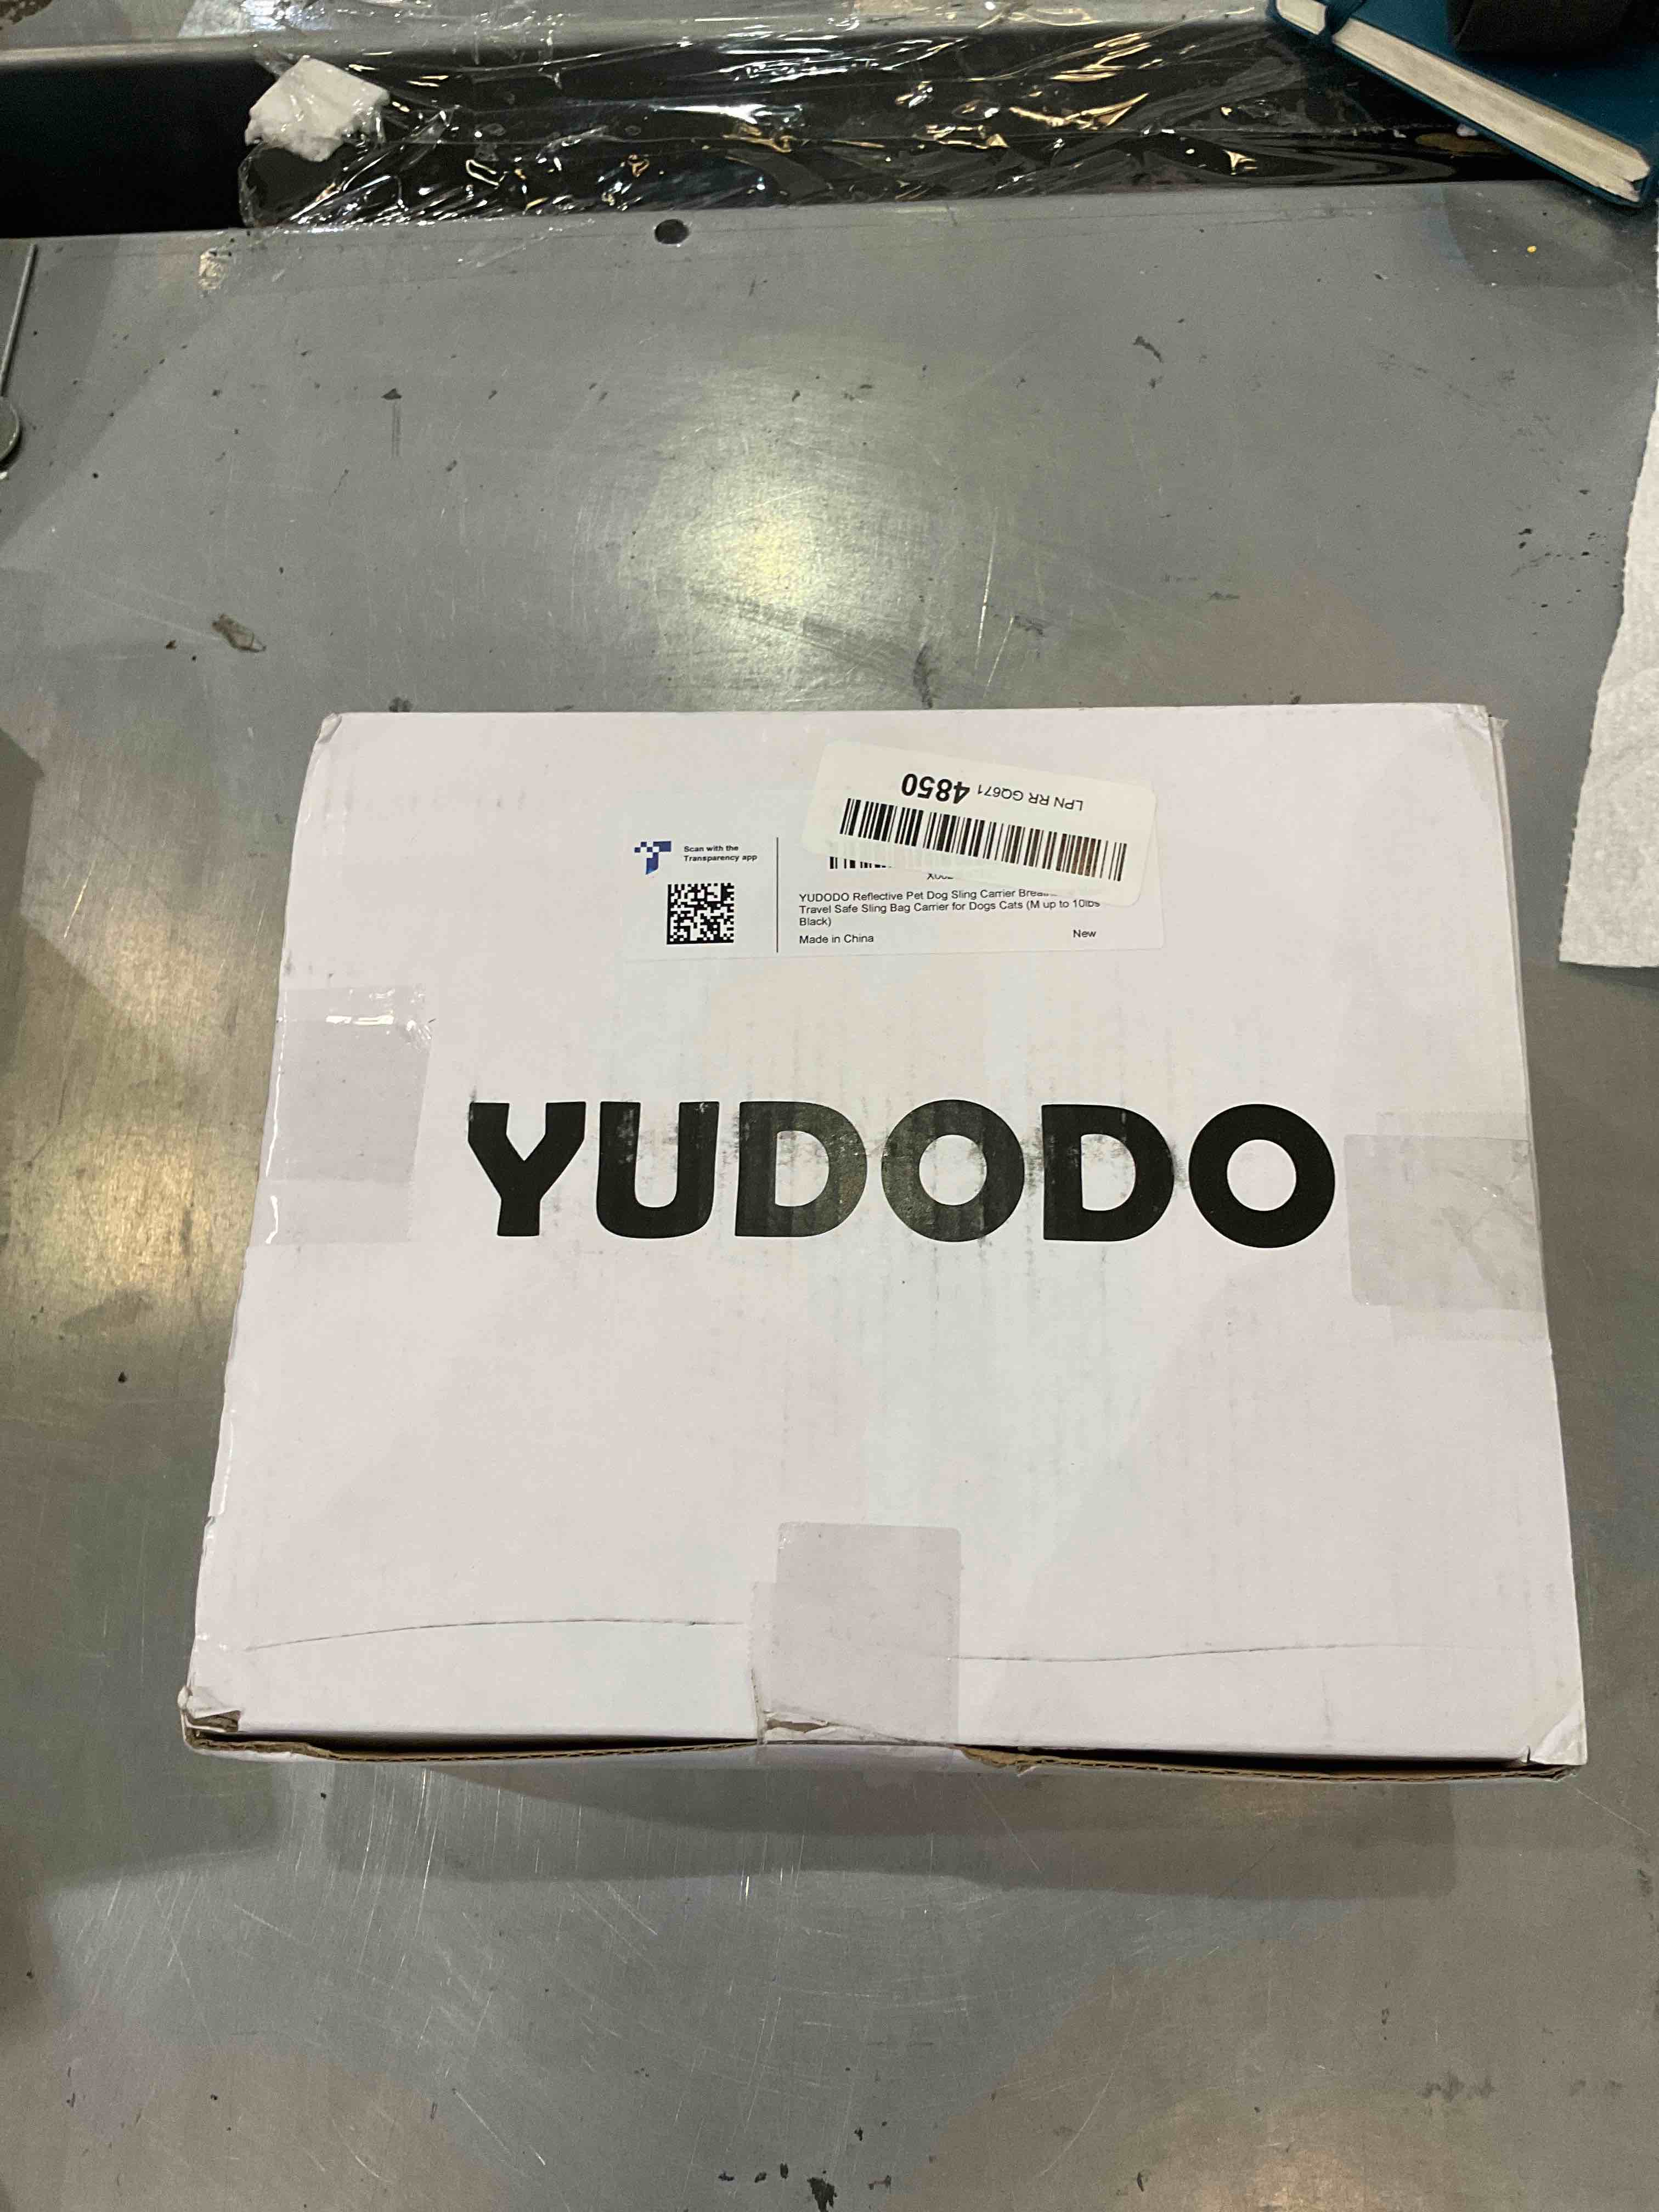 LPN RR GQ671 4850
Scan with the
Transparency app
YUDODO Reflective Pet Dog Sling Carrier
Travel Safe Sling Bag Carrier for Dogs Cats (M up to 10lbs
Black)
Made in China
New
YUDODO